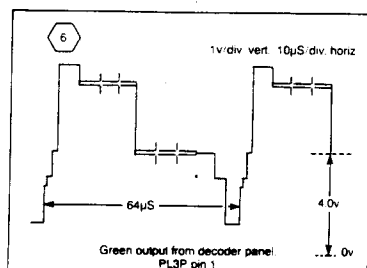 6
1v/div. vert. 10µS/div. horiz
64µS
4.0v
Green output from decoder panel.
0v
PL3P pin 1